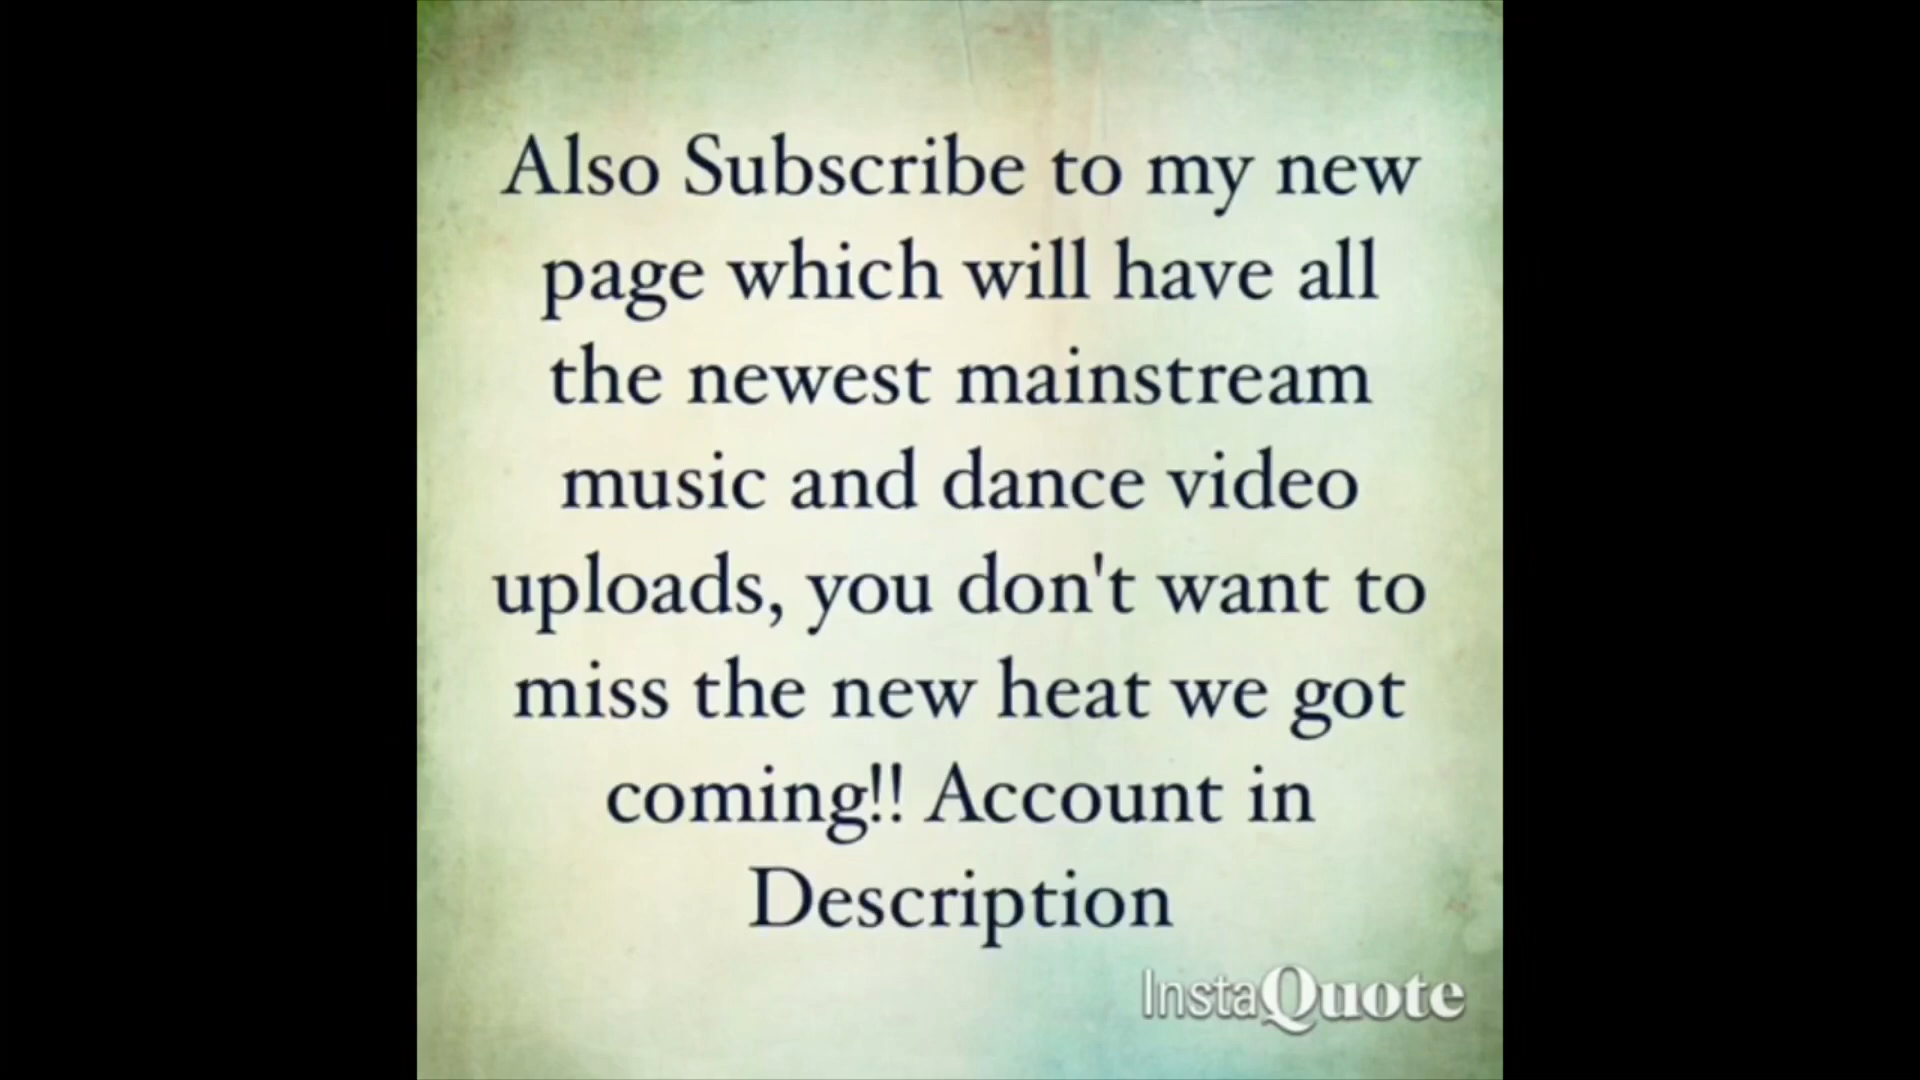 Also Subscribe to my new
page which will have all
the newest mainstream
music and dance video
uploads, you don't want to
miss the new heat we got
coming!! Account in
Description
InstaQuote